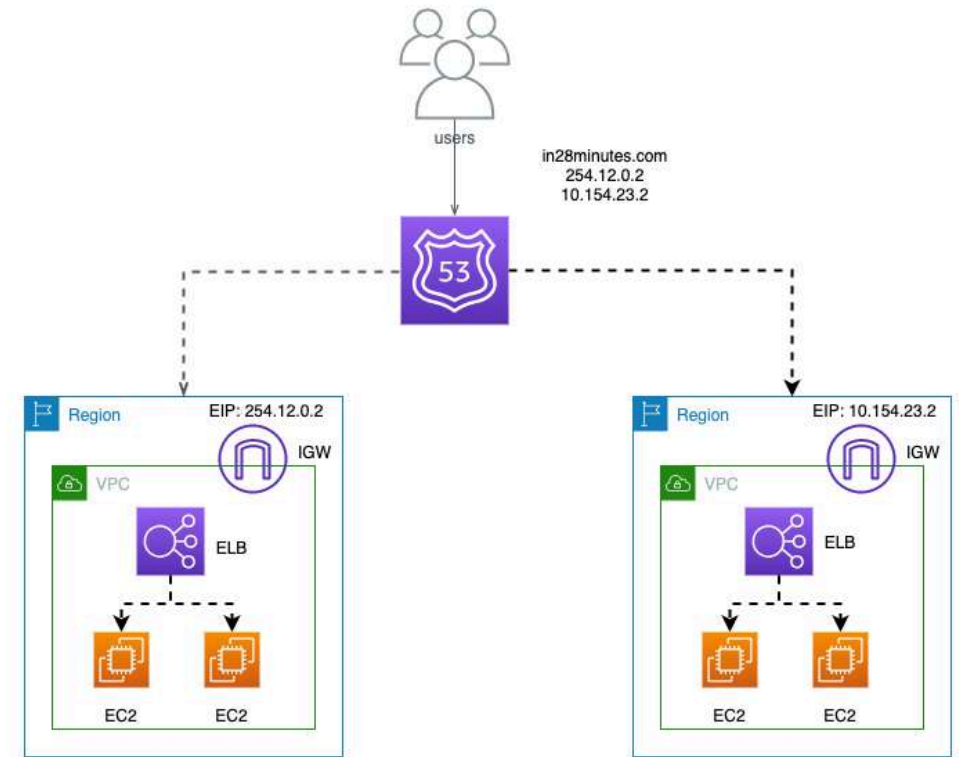 users
in28minutes.com
254.12.0.2
10.154.23.2
53
Region
EIP: 254.12.0.2
IGW
VPC
ELB
EC2
EC2
Region
EIP: 10.154.23.2
IGW
VPC
ELB
EC2
EC2